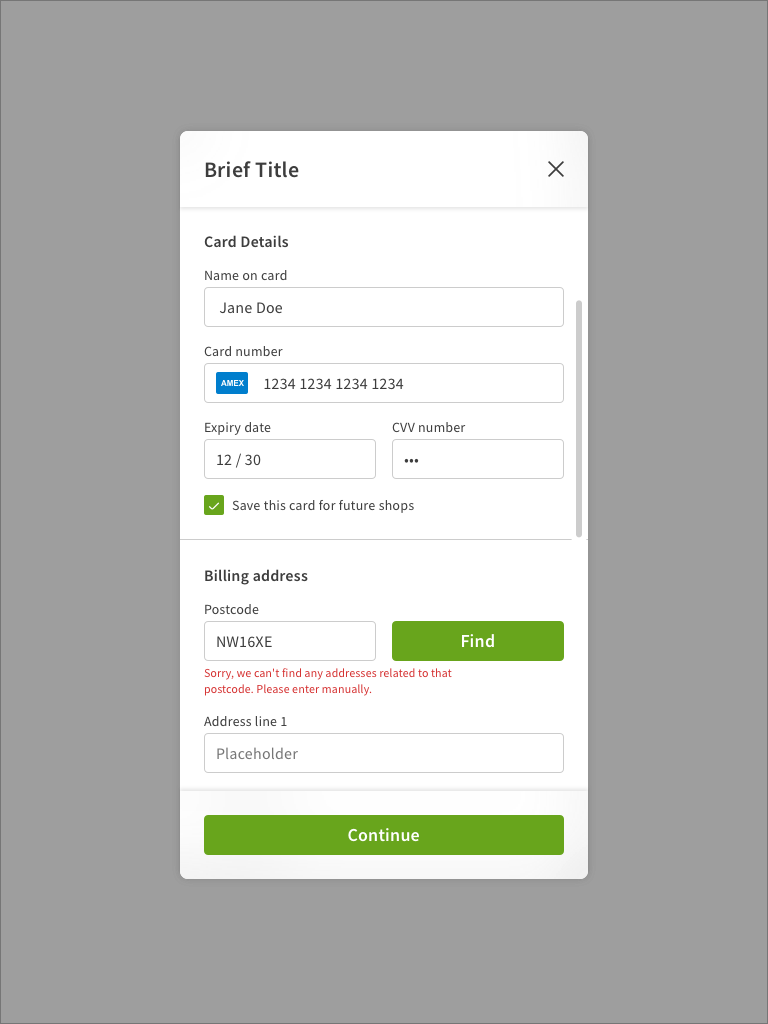 Brief Title
Card Details
Name on card
Jane Doe
Card number
AMEX 1234 1234 1234 1234
Expiry date CVV number
12 / 30 •••
Save this card for future shops
Billing address
Postcode
NW16XE Find
Sorry, we can't find any addresses related to that
postcode. Please enter manually.
Address line 1
Placeholder
Continue